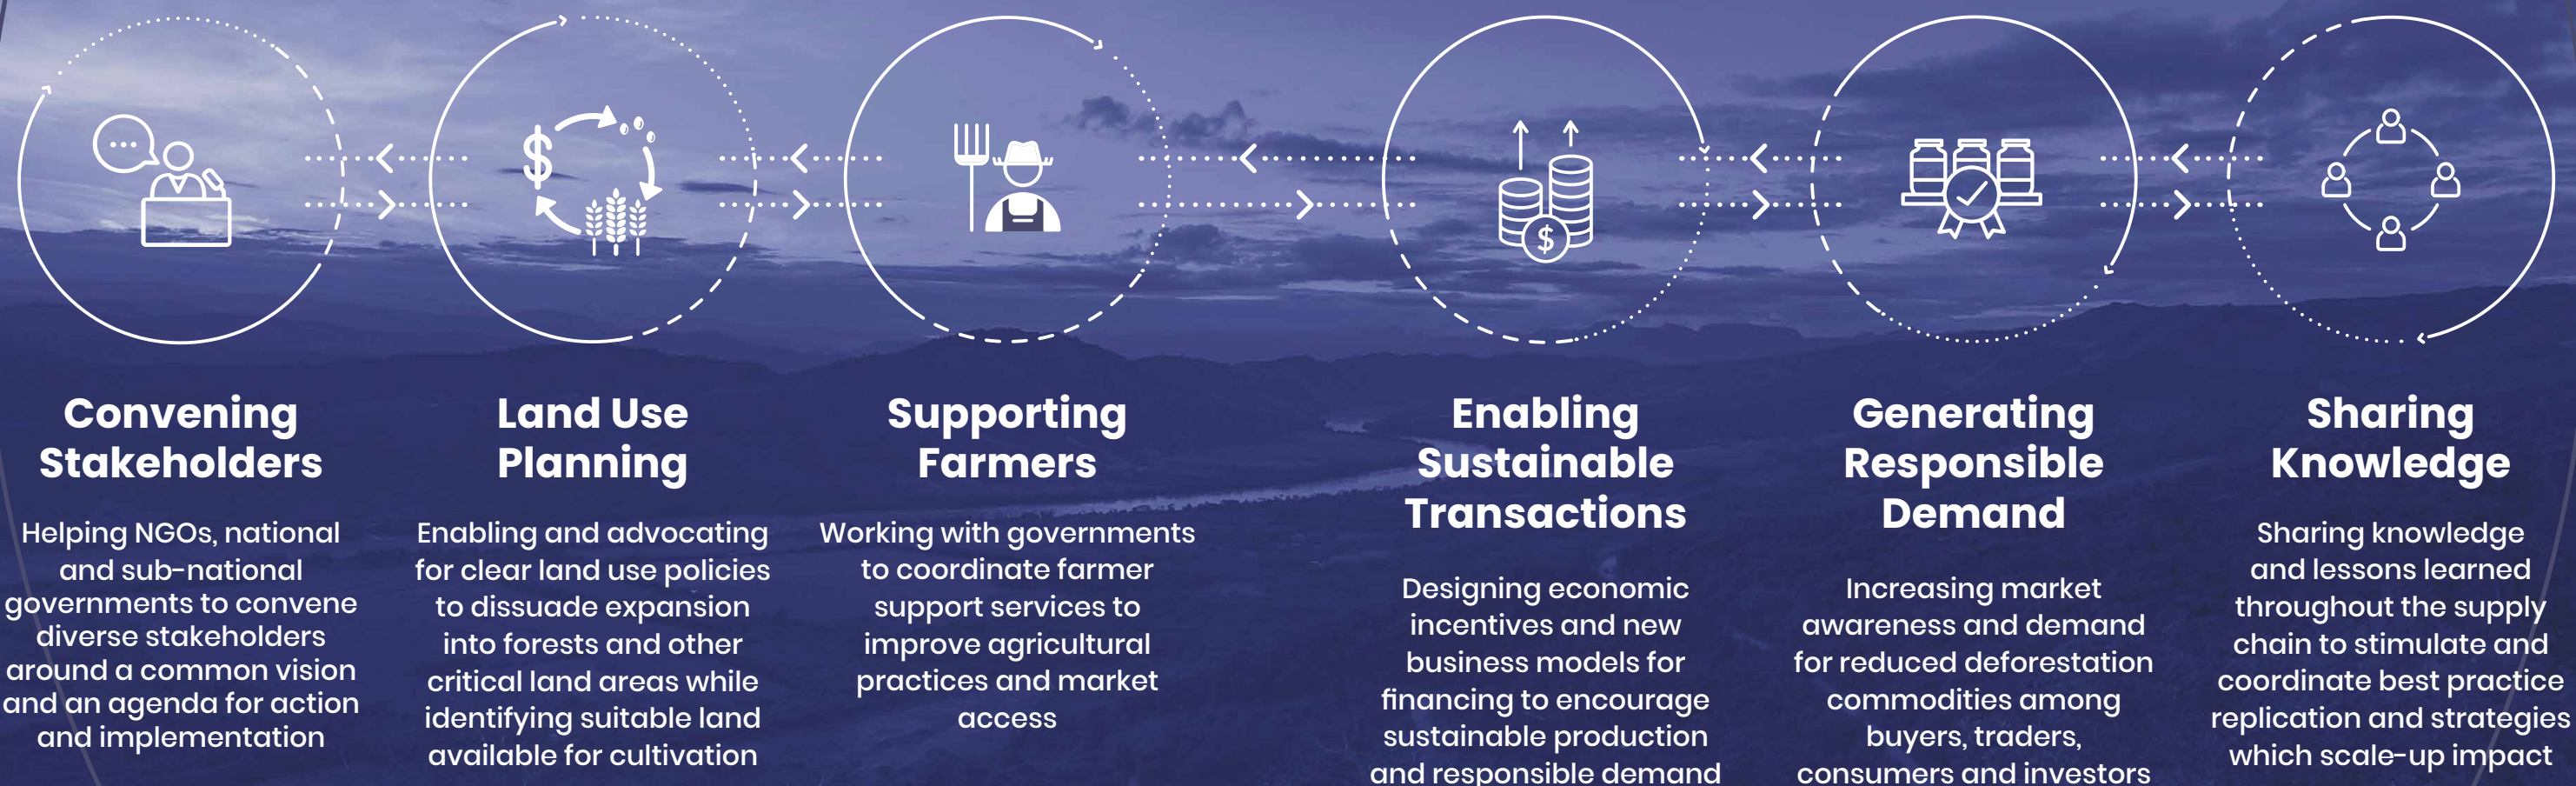 Convening
Stakeholders
Helping NGOs, national
and sub-national
governments to convene
diverse stakeholders
around a common vision
and an agenda for action
and implementation
Land Use
Planning
Enabling and advocating
for clear land use policies
to dissuade expansion
into forests and other
critical land areas while
identifying suitable land
available for cultivation
Supporting
Farmers
Working with governments
to coordinate farmer
support services to
improve agricultural
practices and market
access
Enabling
Sustainable
Transactions
Designing economic
incentives and new
business models for
financing to encourage
sustainable production
and responsible demand
Generating
Responsible
Demand
Increasing market
awareness and demand
for reduced deforestation
commodities among
buyers, traders,
consumers and investors
Sharing
Knowledge
Sharing knowledge
and lessons learned
throughout the supply
chain to stimulate and
coordinate best practice
replication and strategies
which scale-up impact